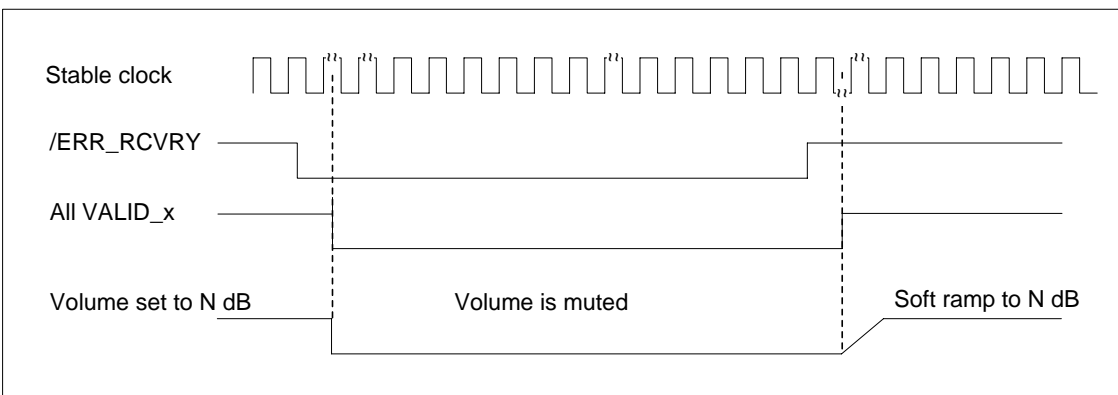 Stable clock
/ERR_RCVRY
All VALID_x
Volume set to N dB
Volume is muted
Soft ramp to N dB